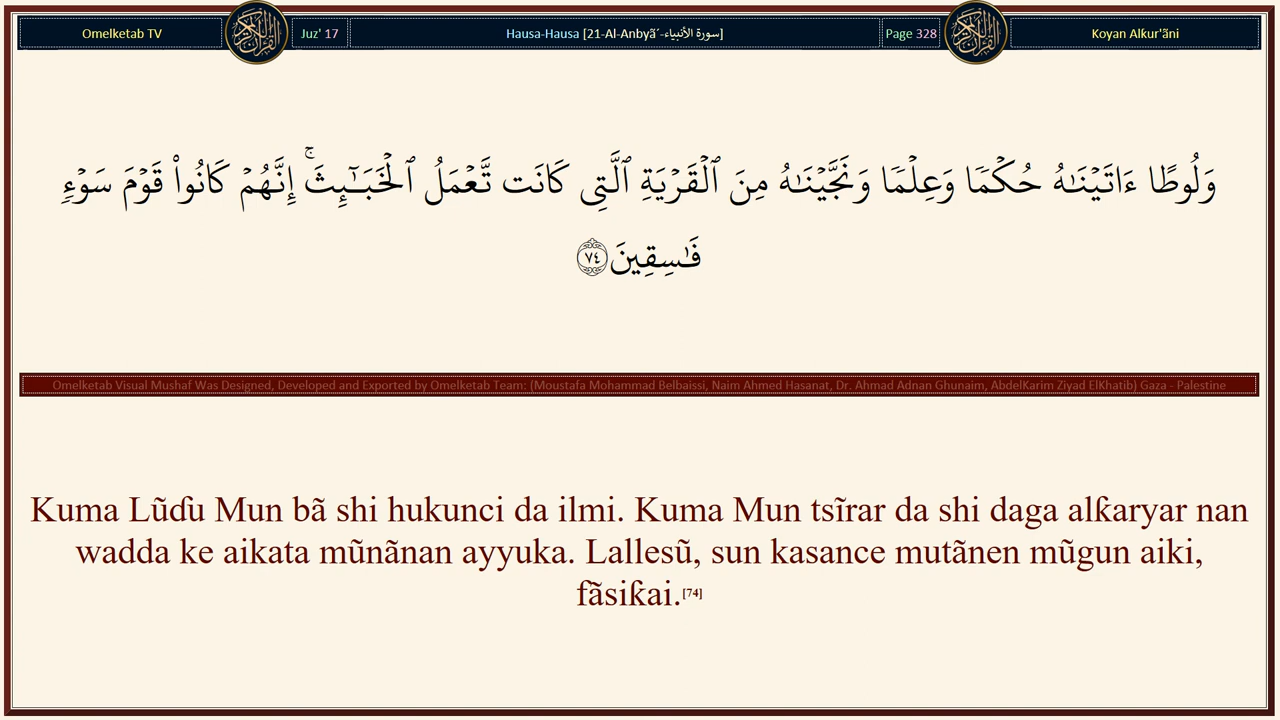 Omelketab TV
Juz' 17
Hausa-Hausa [21-Al-Anbyã´-سورة الأنبياء]
Page 328
Koyan Alƙur'ãni
وَلُوطًا ءَاتَيۡنَٰهُ حُكۡمٗا وَعِلۡمٗا وَنَجَّيۡنَٰهُ مِنَ ٱلۡقَرۡيَةِ ٱلَّتِي كَانَت تَّعۡمَلُ ٱلۡخَبَٰٓئِثَۚ إِنَّهُمۡ كَانُواْ قَوۡمَ سَوۡءٖ
فَٰسِقِينَ ٧٤
Omelketab Visual Mushaf Was Designed, Developed and Exported by Omelketab Team: (Moustafa Mohammad Belbaissi, Naim Ahmed Hasanat, Dr. Ahmad Adnan Ghunaim, AbdelKarim Ziyad ElKhatib) Gaza - Palestine
Kuma Lũɗu Mun bã shi hukunci da ilmi. Kuma Mun tsĩrar da shi daga alƙaryar nan
wadda ke aikata mũnãnan ayyuka. Lallesũ, sun kasance mutãnen mũgun aiki,
fãsiƙai.[74]